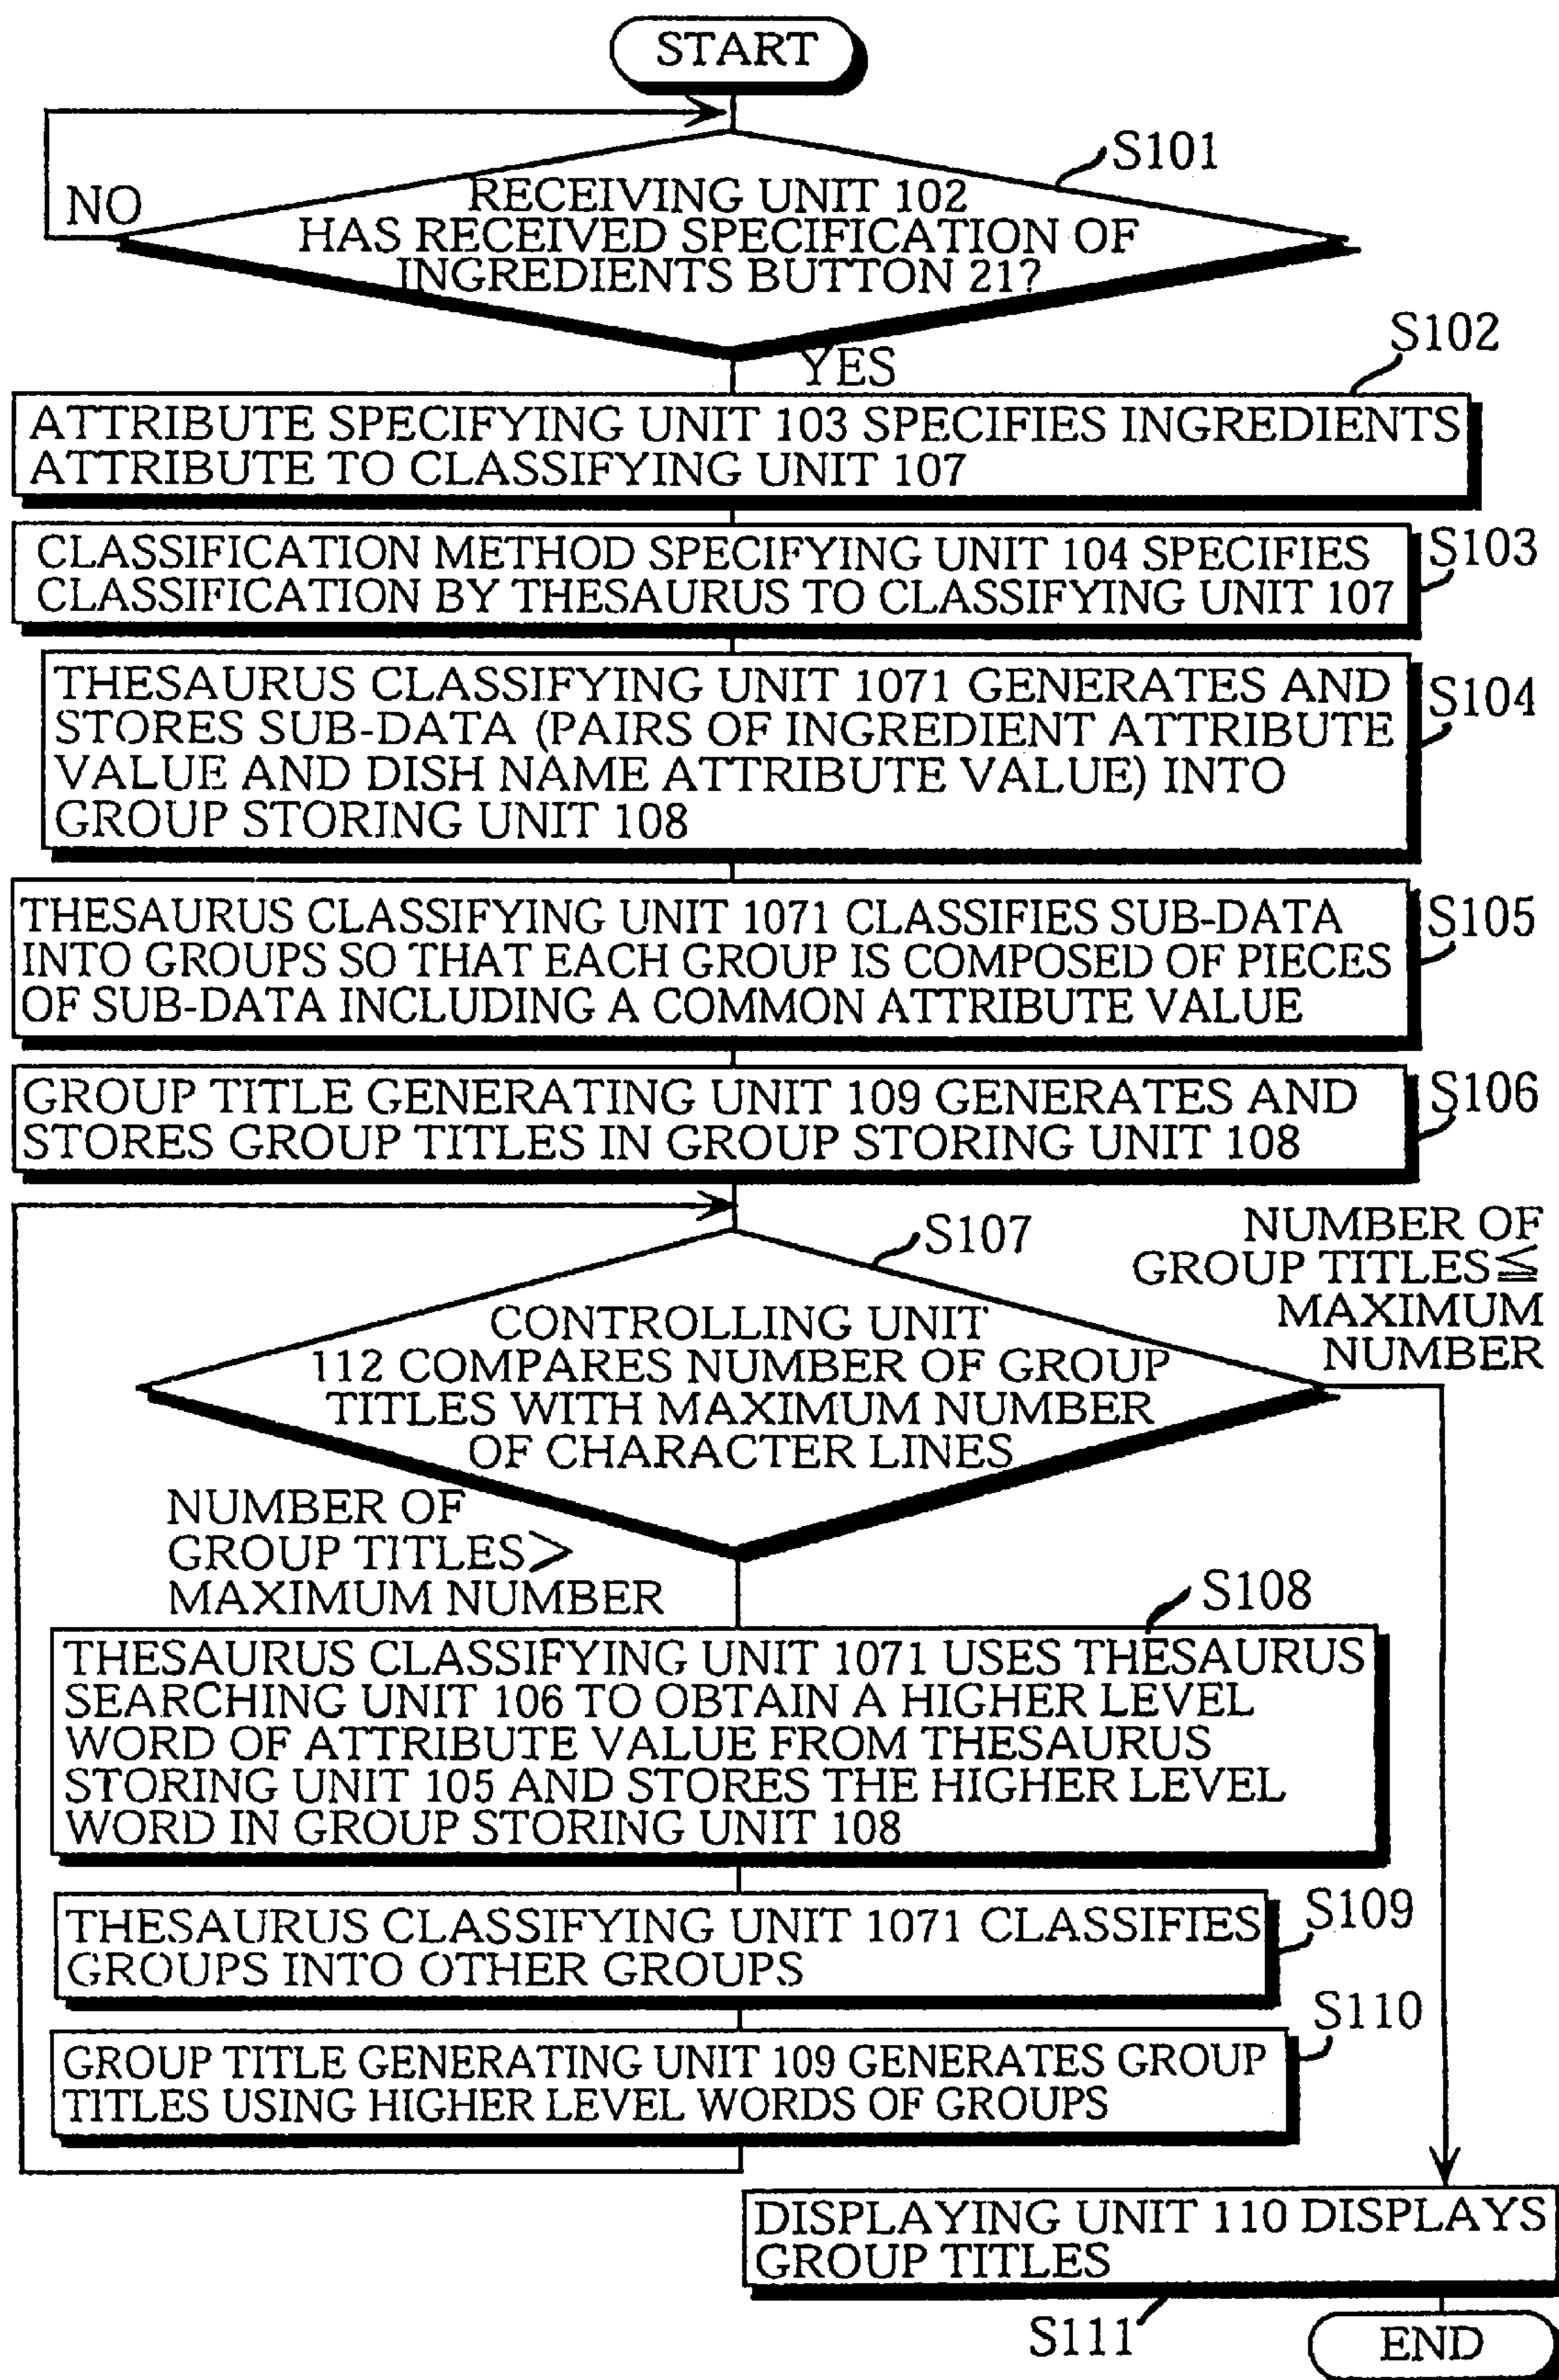 START
S101
NO
RECEIVING UNIT 102
HAS RECEIVED SPECIFICATION OF
INGREDIENTS BUTTON 21?
YES
S102
ATTRIBUTE SPECIFYING UNIT 103 SPECIFIES INGREDIENTS
ATTRIBUTE TO CLASSIFYING UNIT 107
S103
CLASSIFICATION METHOD SPECIFYING UNIT 104 SPECIFIES
CLASSIFICATION BY THESAURUS TO CLASSIFYING UNIT 107
S104
THESAURUS CLASSIFYING UNIT 1071 GENERATES AND
STORES SUB-DATA (PAIRS OF INGREDIENT ATTRIBUTE
VALUE AND DISH NAME ATTRIBUTE VALUE) INTO
GROUP STORING UNIT 108
S105
THESAURUS CLASSIFYING UNIT 1071 CLASSIFIES SUB-DATA
INTO GROUPS SO THAT EACH GROUP IS COMPOSED OF PIECES
OF SUB-DATA INCLUDING A COMMON ATTRIBUTE VALUE
S106
GROUP TITLE GENERATING UNIT 109 GENERATES AND
STORES GROUP TITLES IN GROUP STORING UNIT 108
S107
NUMBER OF
GROUP TITLES≦
MAXIMUM
NUMBER
CONTROLLING UNIT
112 COMPARES NUMBER OF GROUP
TITLES WITH MAXIMUM NUMBER
OF CHARACTER LINES
NUMBER OF
GROUP TITLES>
MAXIMUM NUMBER
S108
THESAURUS CLASSIFYING UNIT 1071 USES THESAURUS
SEARCHING UNIT 106 TO OBTAIN A HIGHER LEVEL
WORD OF ATTRIBUTE VALUE FROM THESAURUS
STORING UNIT 105 AND STORES THE HIGHER LEVEL
WORD IN GROUP STORING UNIT 108
S109
THESAURUS CLASSIFYING UNIT 1071 CLASSIFIES
GROUPS INTO OTHER GROUPS
S110
GROUP TITLE GENERATING UNIT 109 GENERATES GROUP
TITLES USING HIGHER LEVEL WORDS OF GROUPS
DISPLAYING UNIT 110 DISPLAYS
GROUP TITLES
S111
END